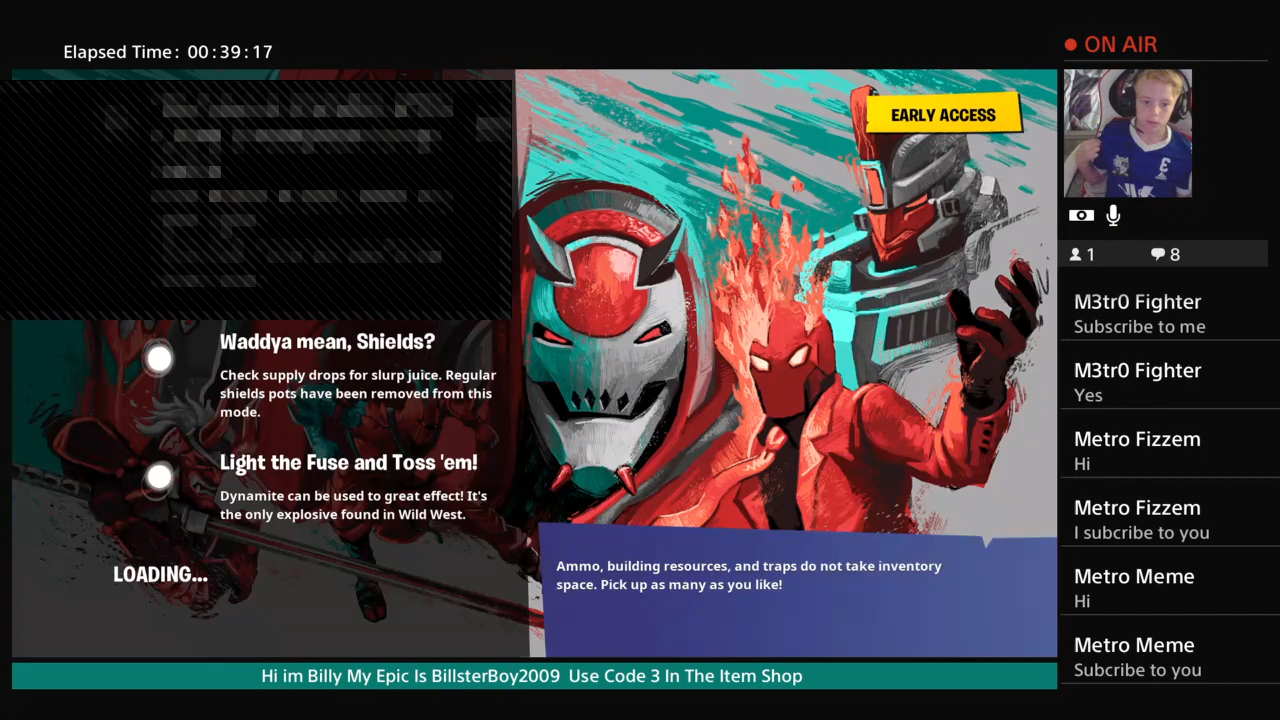 Elapsed Time: 00:39:17
ON AIR
EARLY ACCESS
1
8
Waddya mean, Shields?
Check supply drops for slurp juice. Regular
shields pots have been removed from this
mode.
Light the Fuse and Toss 'em!
Dynamite can be used to great effect! It's
the only explosive found in Wild West.
LOADING...
Ammo, building resources, and traps do not take inventory
space. Pick up as many as you like!
M3tr0 Fighter
Subscribe to me
M3tr0 Fighter
Yes
Metro Fizzem
Hi
Metro Fizzem
I subcribe to you
Metro Meme
Hi
Metro Meme
Subcribe to you
Hi im Billy My Epic Is BillsterBoy2009 Use Code 3 In The Item Shop